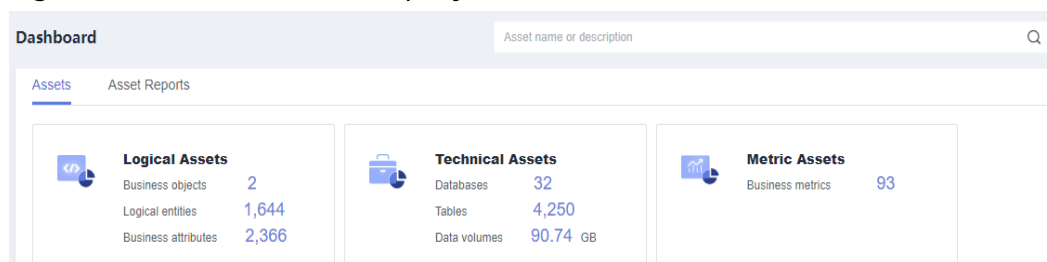 Dashboard
Asset name or description
Assets
Asset Reports
Logical Assets
Business objects 2
Logical entities 1,644
Business attributes 2,366
Technical Assets
Databases 32
Tables 4,250
Data volumes 90.74 GB
Metric Assets
Business metrics 93